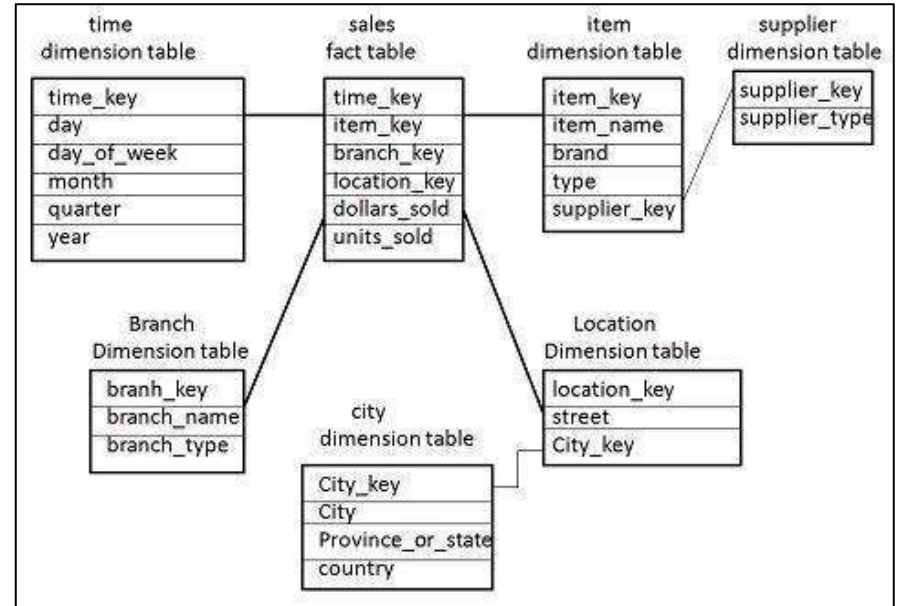 time
dimension table
time_key
day
day_of_week
month
quarter
year
sales
fact table
time_key
item_key
branch_key
location_key
dollars_sold
units_sold
item
dimension table
item_key
item_name
brand
type
supplier_key
supplier
dimension table
supplier_key
supplier_type
Branch
Dimension table
branh_key
branch_name
branch_type
city
dimension table
City_key
City
Province_or_state
country
Location
Dimension table
location_key
street
City_key